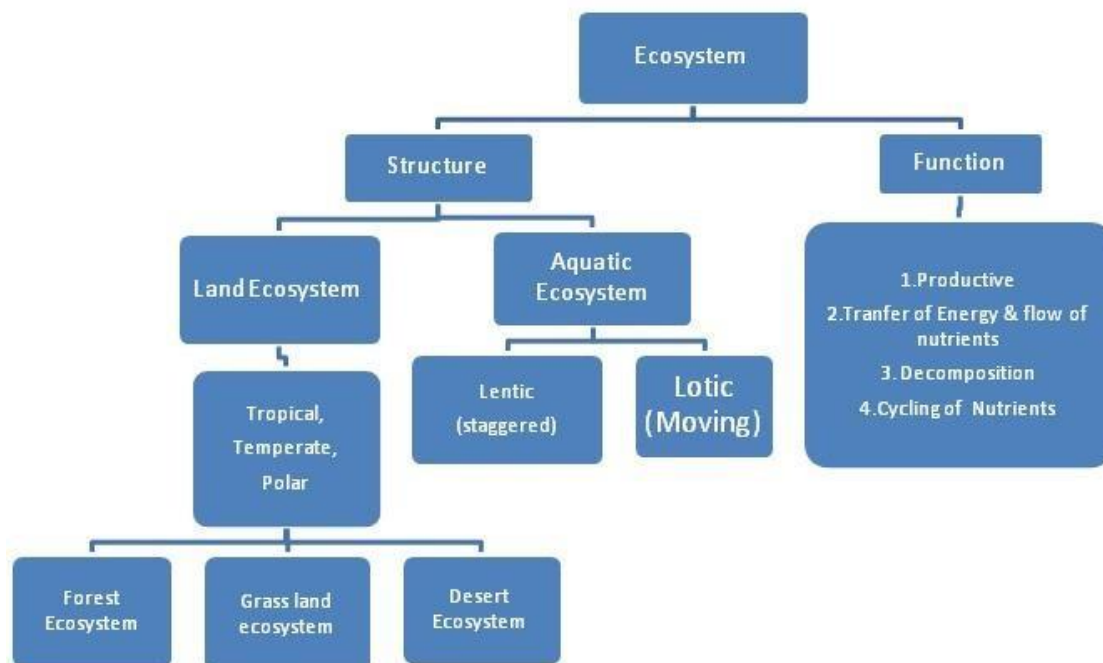 Ecosystem
Structure
Function
Land Ecosystem
Aquatic
Ecosystem
1.Productive
2.Tranfer of Energy & flow of
nutrients
3. Decomposition
4.Cycling of Nutrients
Lentic
(staggered)
Lotic
(Moving)
Tropical,
Temperate,
Polar
Forest
Ecosystem
Grass land
ecosystem
Desert
Ecosystem